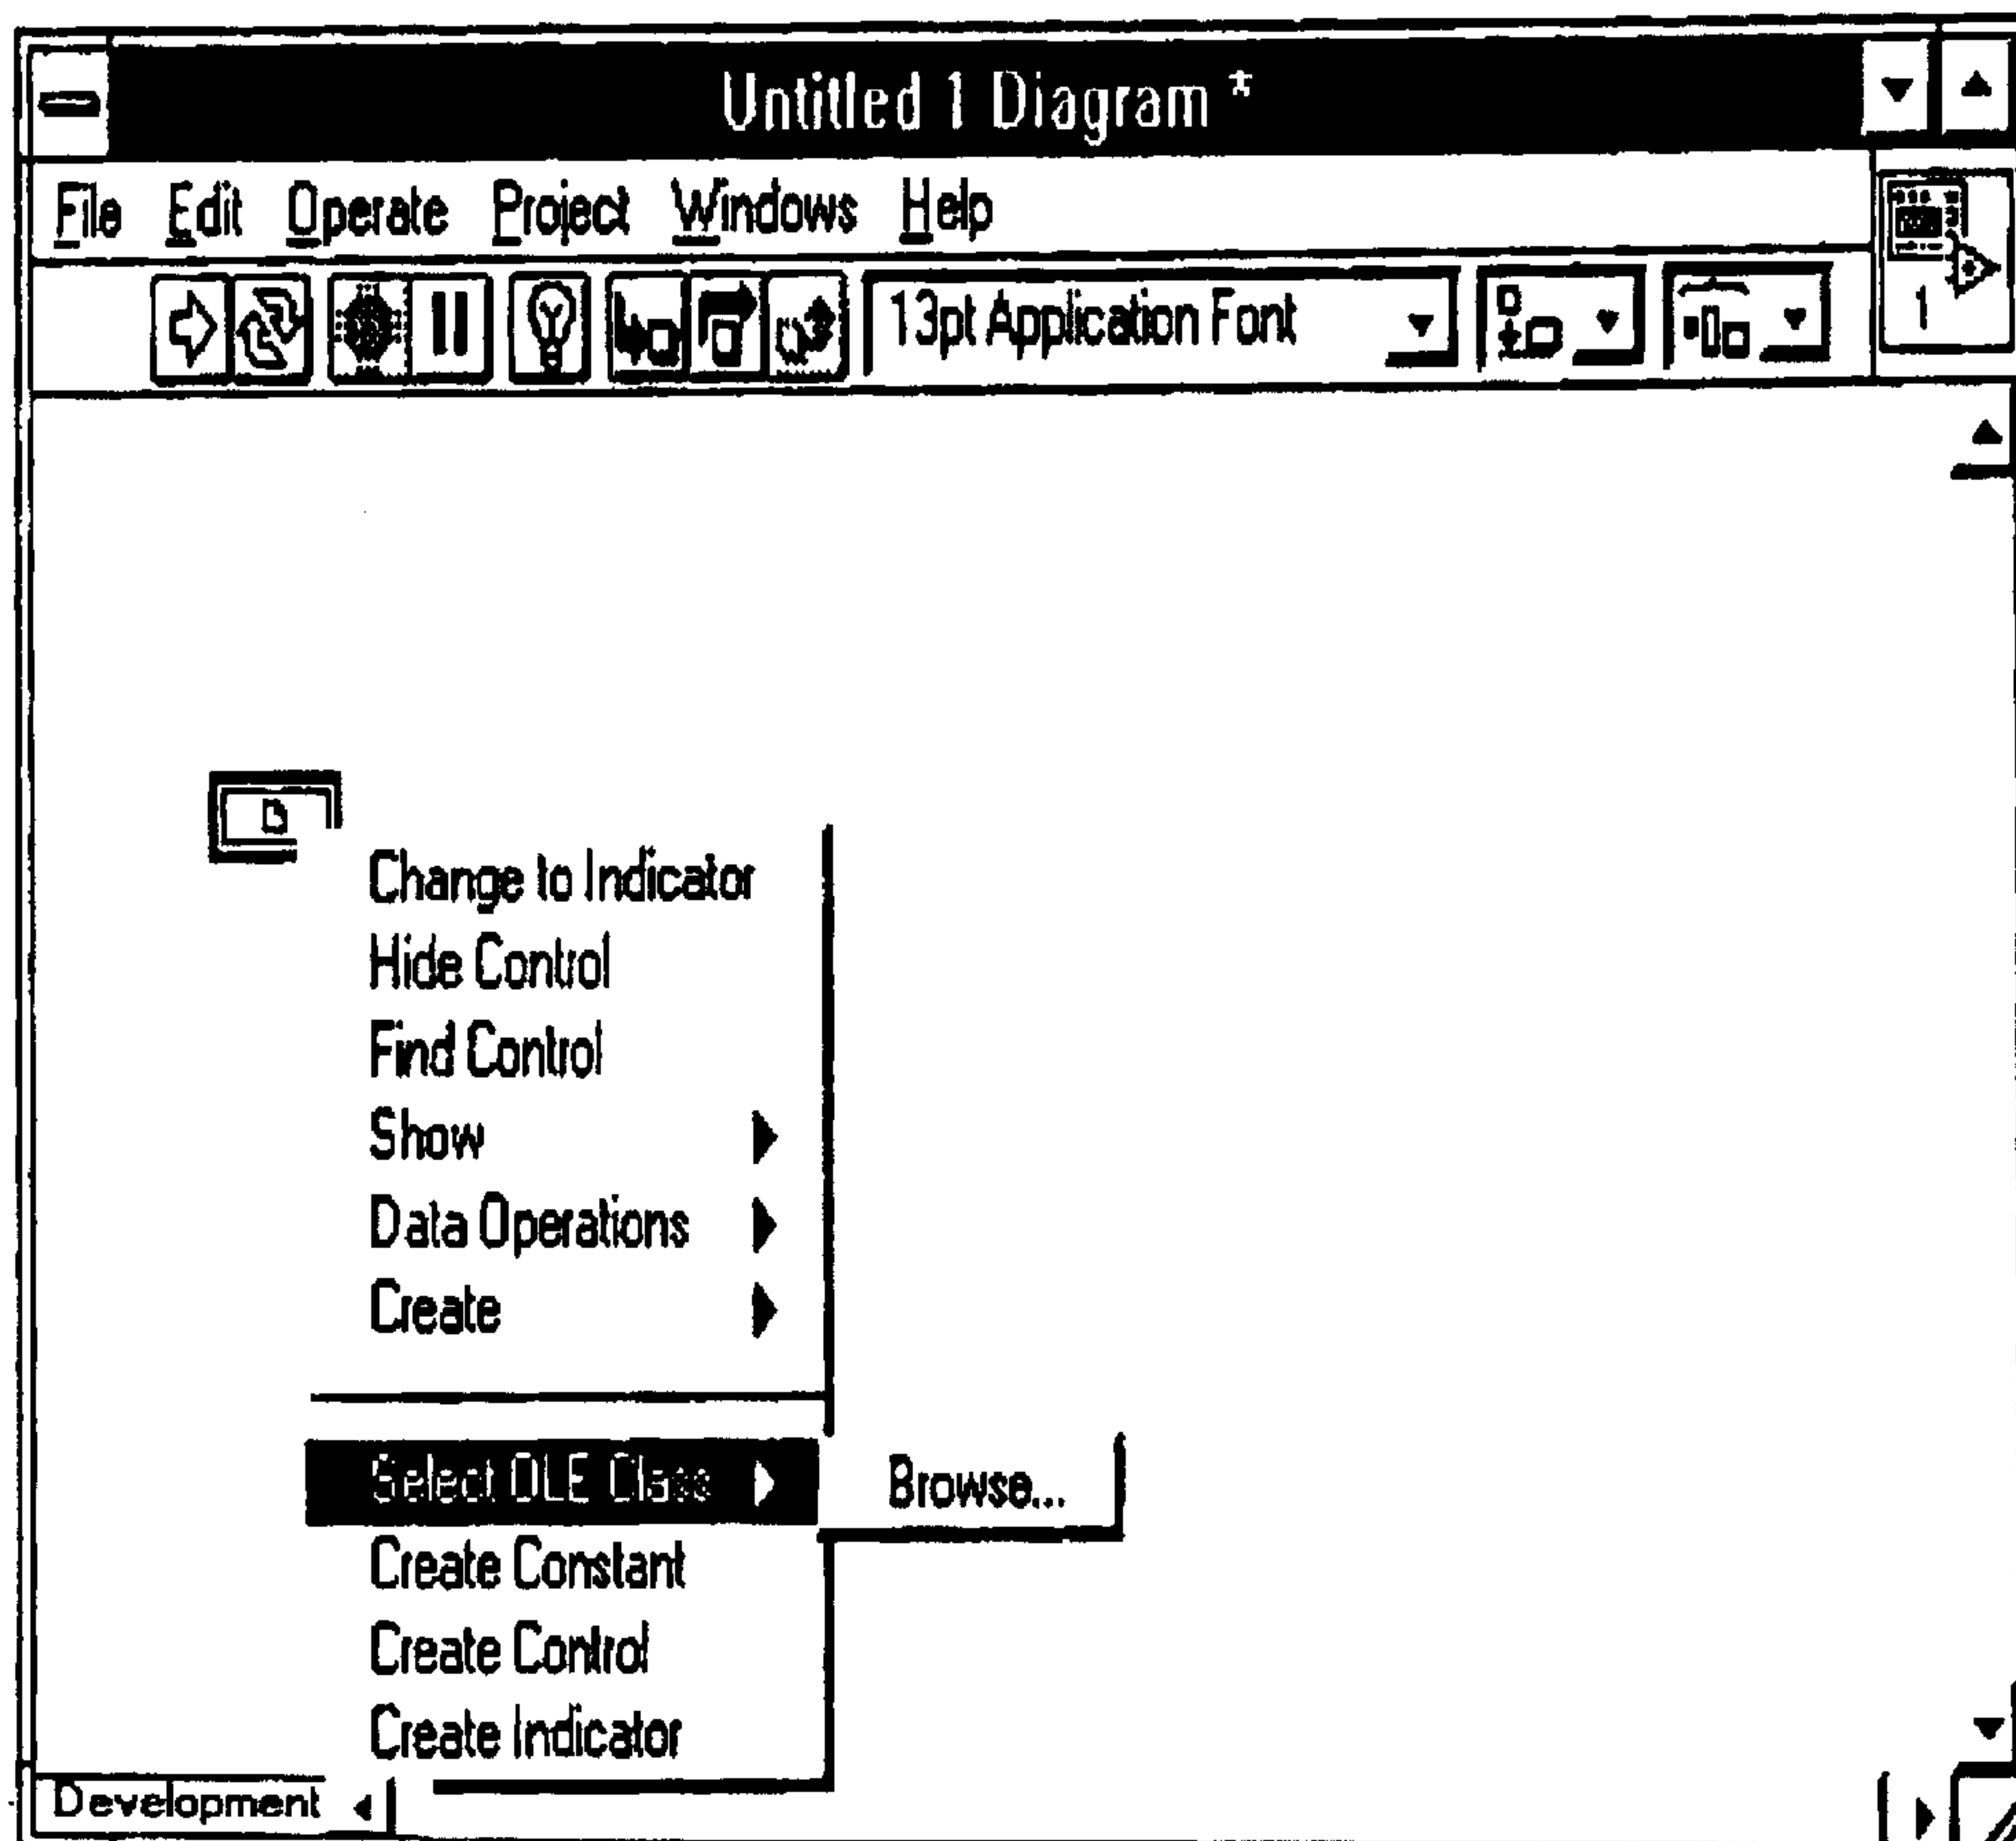 Untitled 1 Diagram *
File Edit Operate Project Windows Help
13pt Application Font
1
Change to Indicator
Hide Control
Find Control
Show
Data Operations
Create
Select OLE Class
Browse...
Create Constant
Create Control
Create Indicator
Development